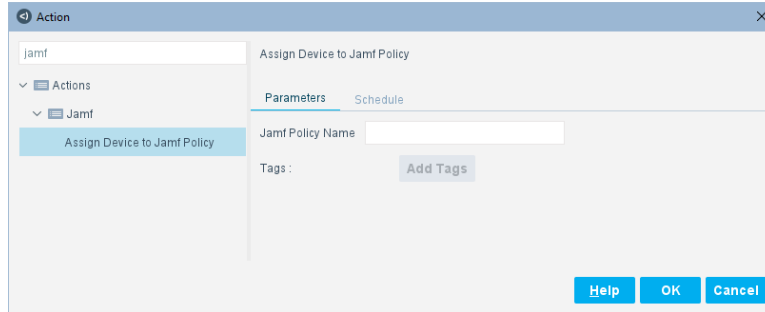 Action
jamf
Actions
Jamf
Assign Device to Jamf Policy
Assign Device to Jamf Policy
Parameters Schedule
Jamf Policy Name
Tags : Add Tags
Help OK Cancel